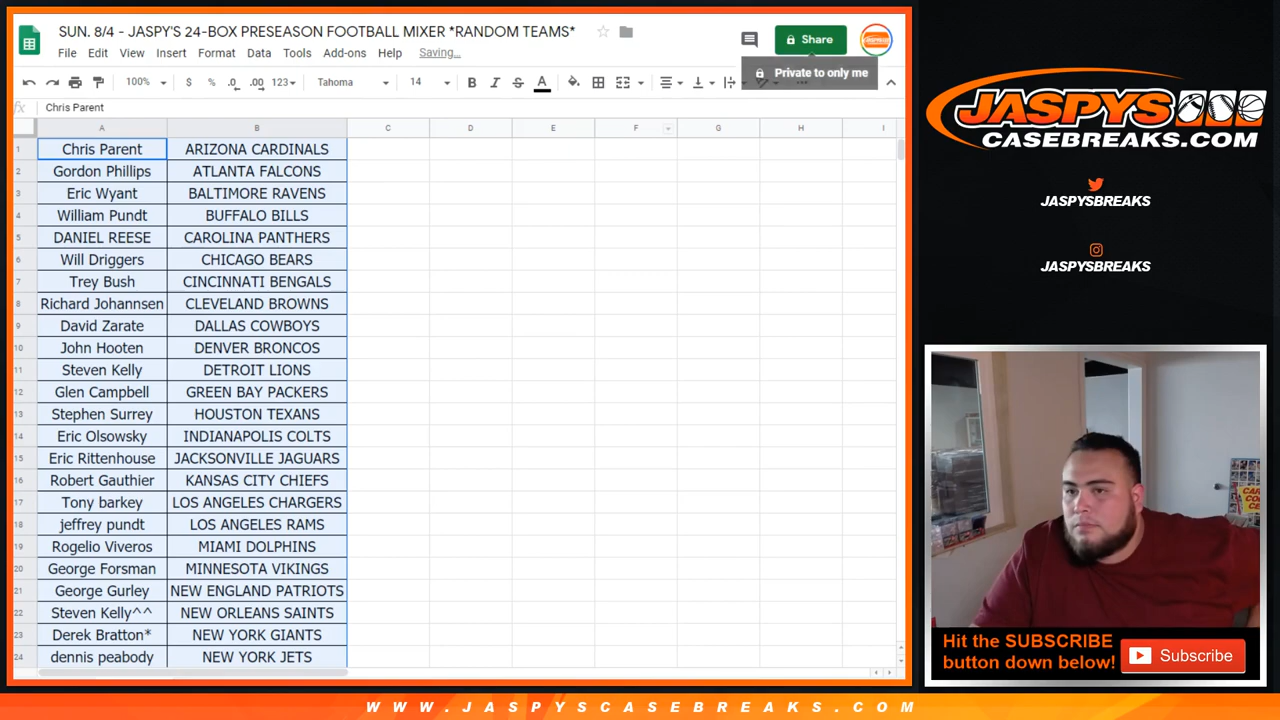 SUN. 8/4 - JASPY'S 24-BOX PRESEASON FOOTBALL MIXER *RANDOM TEAMS*
File Edit View Insert Format Data Tools Add-ons Help Saving...
Share
Private to only me
100% $ % .0 .00 123 Tahoma 14 B I S A
fx Chris Parent
A B C D E F G H I
1 Chris Parent ARIZONA CARDINALS
2 Gordon Phillips ATLANTA FALCONS
3 Eric Wyant BALTIMORE RAVENS
4 William Pundt BUFFALO BILLS
5 DANIEL REESE CAROLINA PANTHERS
6 Will Driggers CHICAGO BEARS
7 Trey Bush CINCINNATI BENGALS
8 Richard Johannsen CLEVELAND BROWNS
9 David Zarate DALLAS COWBOYS
10 John Hooten DENVER BRONCOS
11 Steven Kelly DETROIT LIONS
12 Glen Campbell GREEN BAY PACKERS
13 Stephen Surrey HOUSTON TEXANS
14 Eric Olsowsky INDIANAPOLIS COLTS
15 Eric Rittenhouse JACKSONVILLE JAGUARS
16 Robert Gauthier KANSAS CITY CHIEFS
17 Tony barkey LOS ANGELES CHARGERS
18 jeffrey pundt LOS ANGELES RAMS
19 Rogelio Viveros MIAMI DOLPHINS
20 George Forsman MINNESOTA VIKINGS
21 George Gurley NEW ENGLAND PATRIOTS
22 Steven Kelly^^ NEW ORLEANS SAINTS
23 Derek Bratton* NEW YORK GIANTS
24 dennis peabody NEW YORK JETS
JASPYS
CASEBREAKS.COM
JASPYSBREAKS
JASPYSBREAKS
Hit the SUBSCRIBE
button down below!
Subscribe
WWW.JASPYSCASEBREAKS.COM